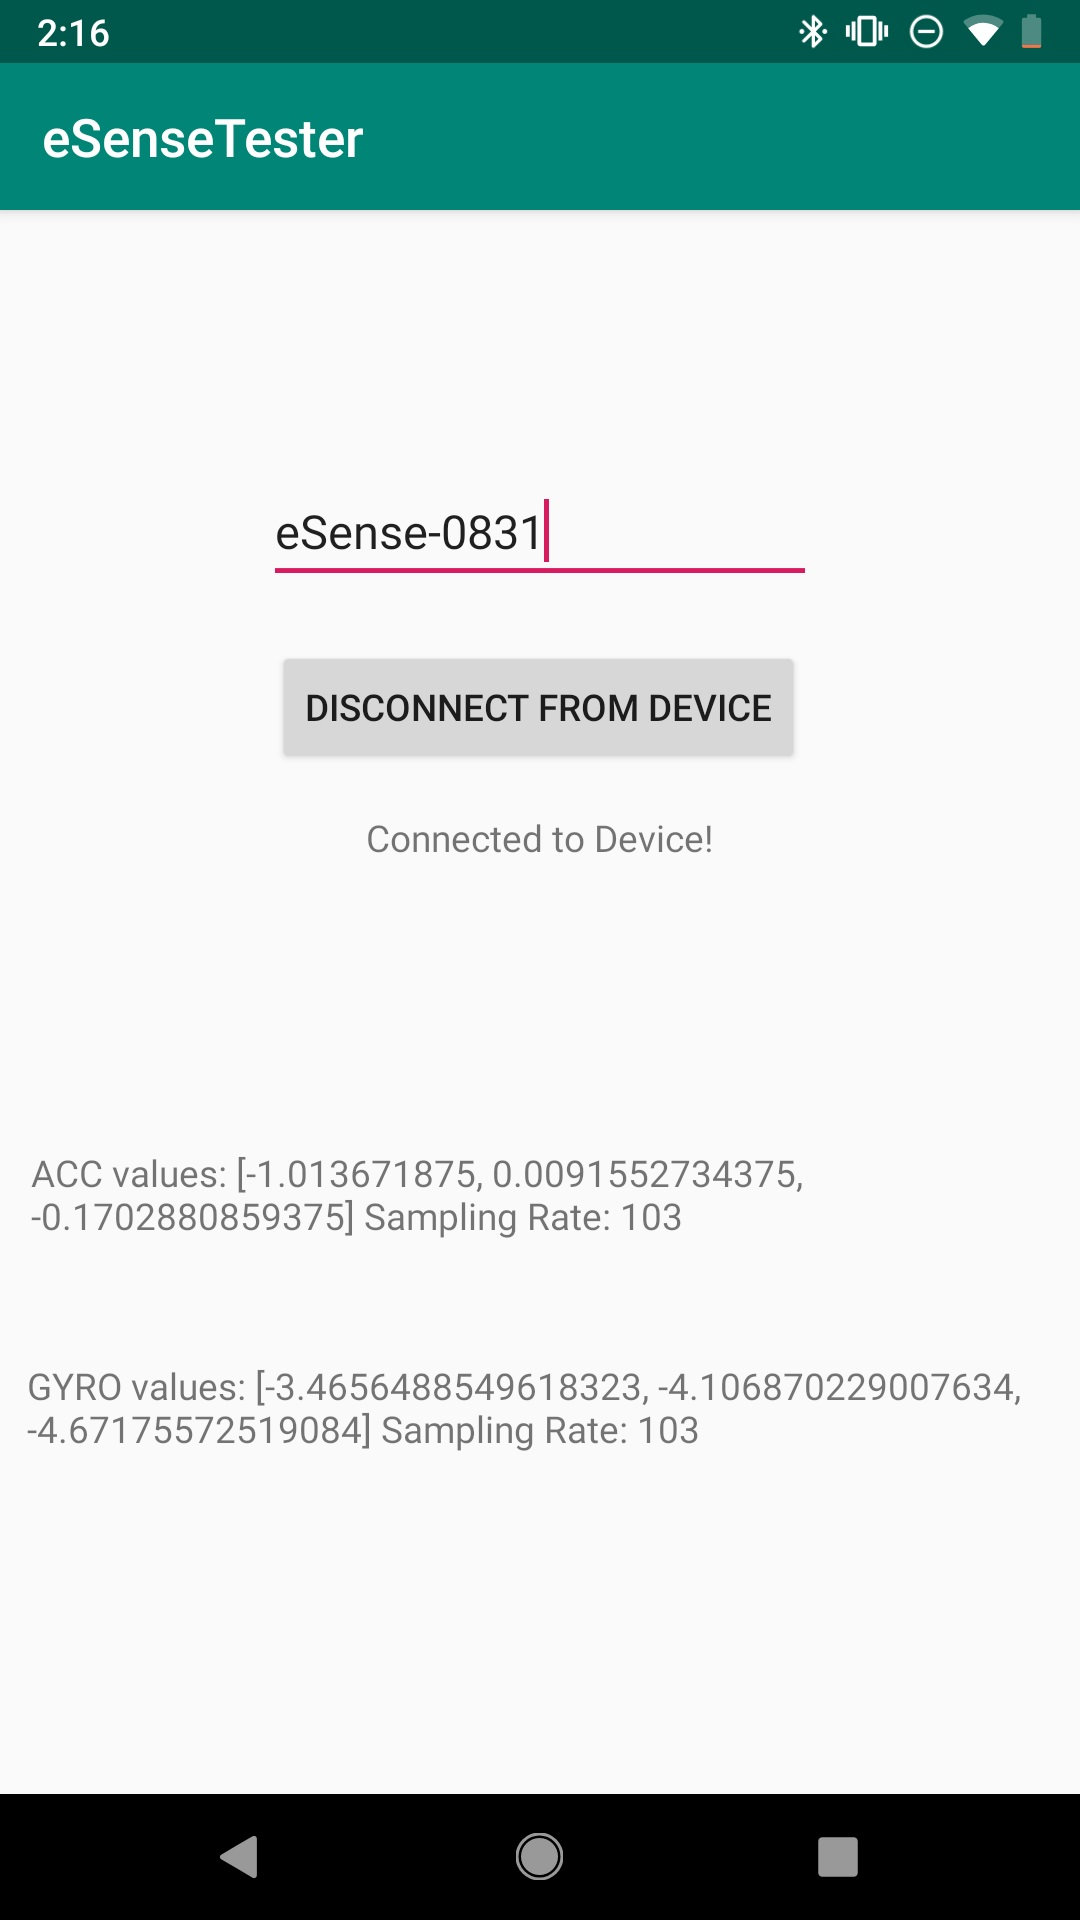 2:16
eSenseTester
eSense-0831
DISCONNECT FROM DEVICE
Connected to Device!
ACC values: [-1.013671875, 0.0091552734375,
-0.1702880859375] Sampling Rate: 103
GYRO values: [-3.4656488549618323, -4.106870229007634,
-4.67175572519084] Sampling Rate: 103